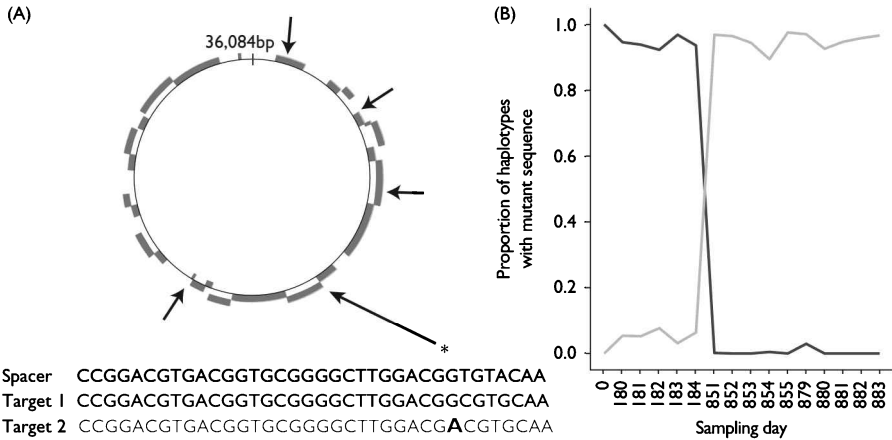 (A)
36,084bp
*
Spacer CCGGACGTGACGGTGCGGGGCTTGGACGGTGTACAA
Target 1 CCGGACGTGACGGTGCGGGGCTTGGACGGCGTGCAA
Target 2 CCGGACGTGACGGTGCGGGGCTTGGACGACGTGCAA
(B)
Proportion of haplotypes
with mutant sequence
1.0
0.8
0.6
0.4
0.2
0.0
0 180 181 182 183 184 851 852 853 854 855 879 880 881 882 883
Sampling day